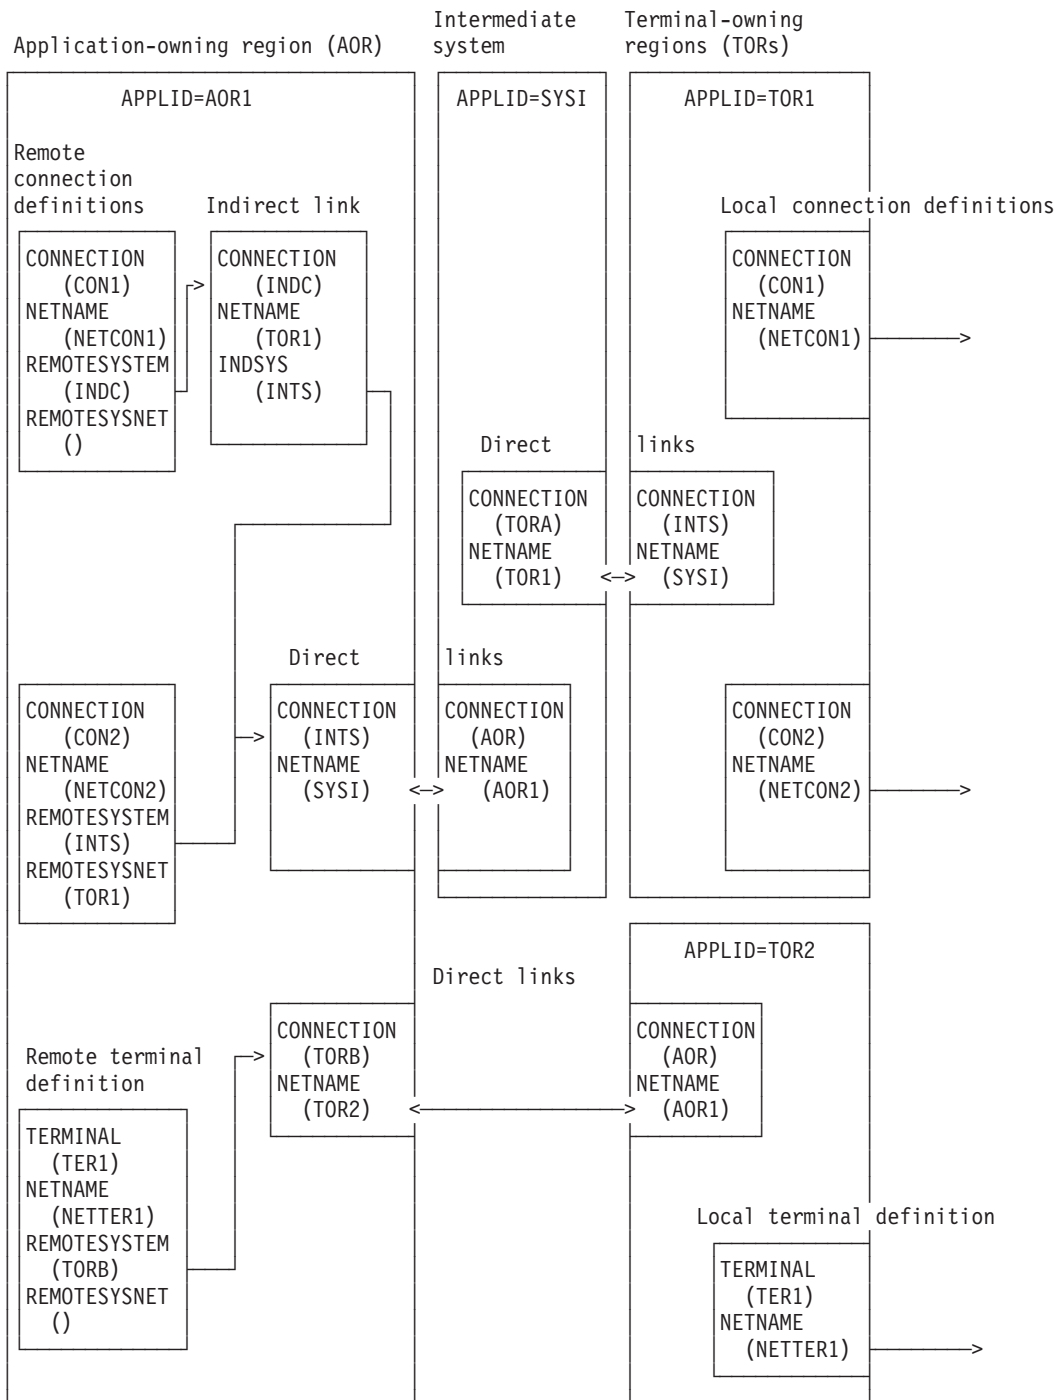 Intermediate
system
Terminal-owning
regions (TORs)
Application-owning region (AOR)
APPLID=AOR1
APPLID=SYSI
APPLID=TOR1
Remote
connection
definitions
Indirect link
Local connection definitions
CONNECTION
(CON1)
NETNAME
(NETCON1)
REMOTESYSTEM
(INDC)
REMOTESYSNET
()
CONNECTION
(INDC)
NETNAME
(TOR1)
INDSYS
(INTS)
CONNECTION
(CON1)
NETNAME
(NETCON1)
Direct links
CONNECTION
(TORA)
NETNAME
(TOR1)
CONNECTION
(INTS)
NETNAME
(SYSI)
Direct links
CONNECTION
(CON2)
NETNAME
(NETCON2)
REMOTESYSTEM
(INTS)
REMOTESYSNET
(TOR1)
CONNECTION
(INTS)
NETNAME
(SYSI)
CONNECTION
(AOR)
NETNAME
(AOR1)
CONNECTION
(CON2)
NETNAME
(NETCON2)
APPLID=TOR2
Direct links
CONNECTION
(TORB)
NETNAME
(TOR2)
CONNECTION
(AOR)
NETNAME
(AOR1)
Remote terminal
definition
TERMINAL
(TER1)
NETNAME
(NETTER1)
REMOTESYSTEM
(TORB)
REMOTESYSNET
()
Local terminal definition
TERMINAL
(TER1)
NETNAME
(NETTER1)